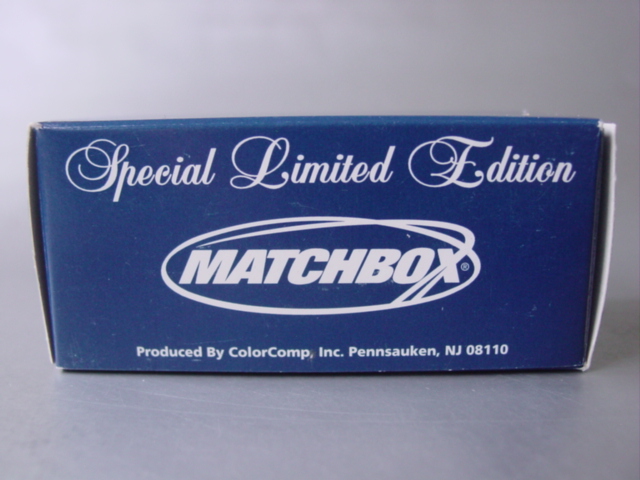 Special Limited Edition
MATCHBOX®
Produced By ColorComp, Inc. Pennsauken, NJ 08110